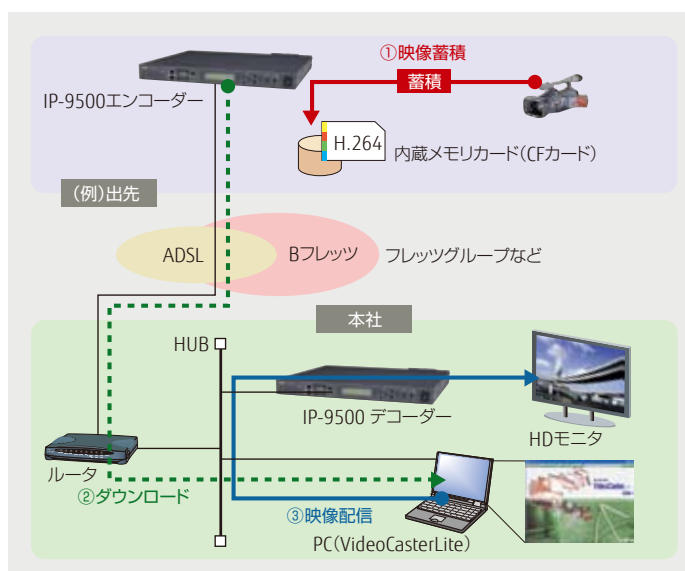 ①映像蓄積
蓄積
IP-9500エンコーダー
H.264
内蔵メモリカード(CFカード)
(例)出先
ADSL
Bフレッツ
フレッツグループなど
本社
HUB
IP-9500 デコーダー
HDモニタ
ルータ
②ダウンロード
③映像配信
PC(VideoCasterLite)